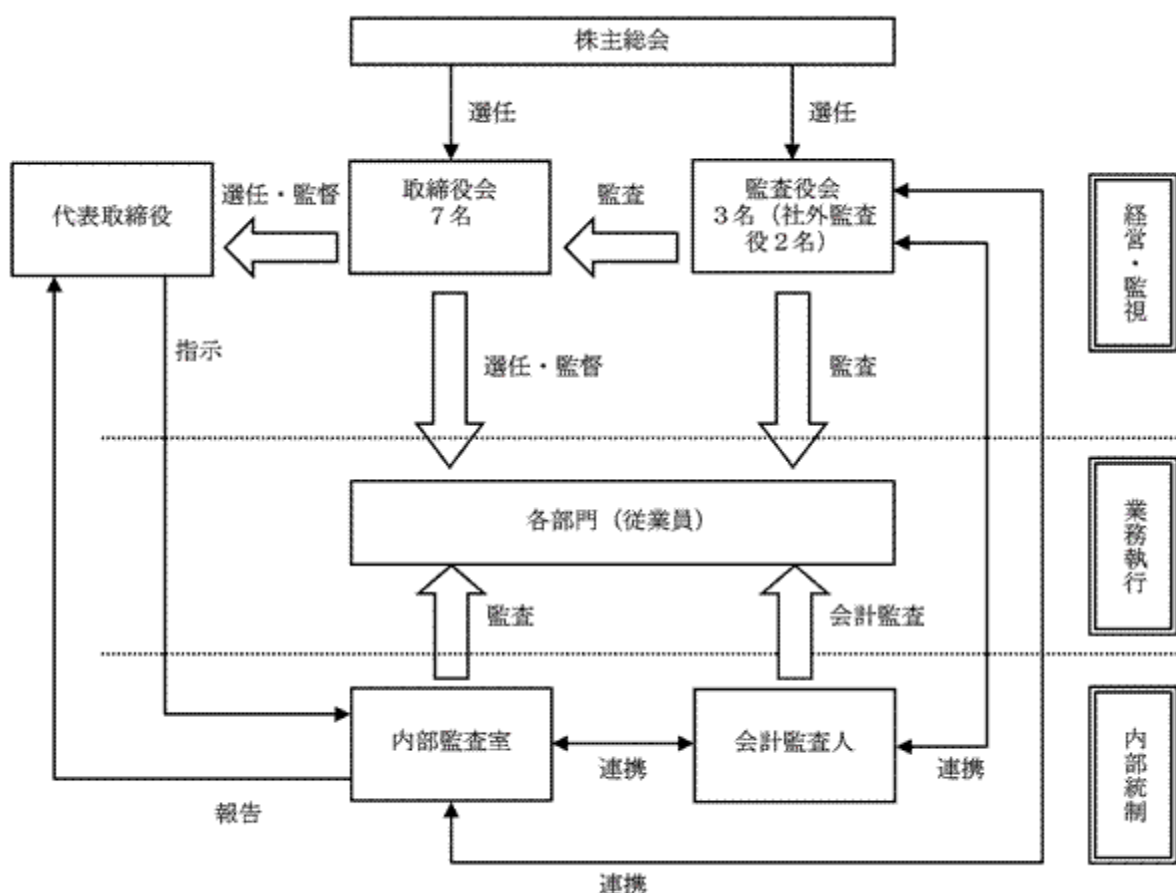 株主総会
選任
選任
代表取締役
選任・監督
取締役会
７名
監査
監査役会
３名（社外監査
役２名）
経営・監視
指示
選任・監督
監査
各部門（従業員）
業務執行
監査
会計監査
内部監査室
連携
会計監査人
連携
内部統制
報告
連携